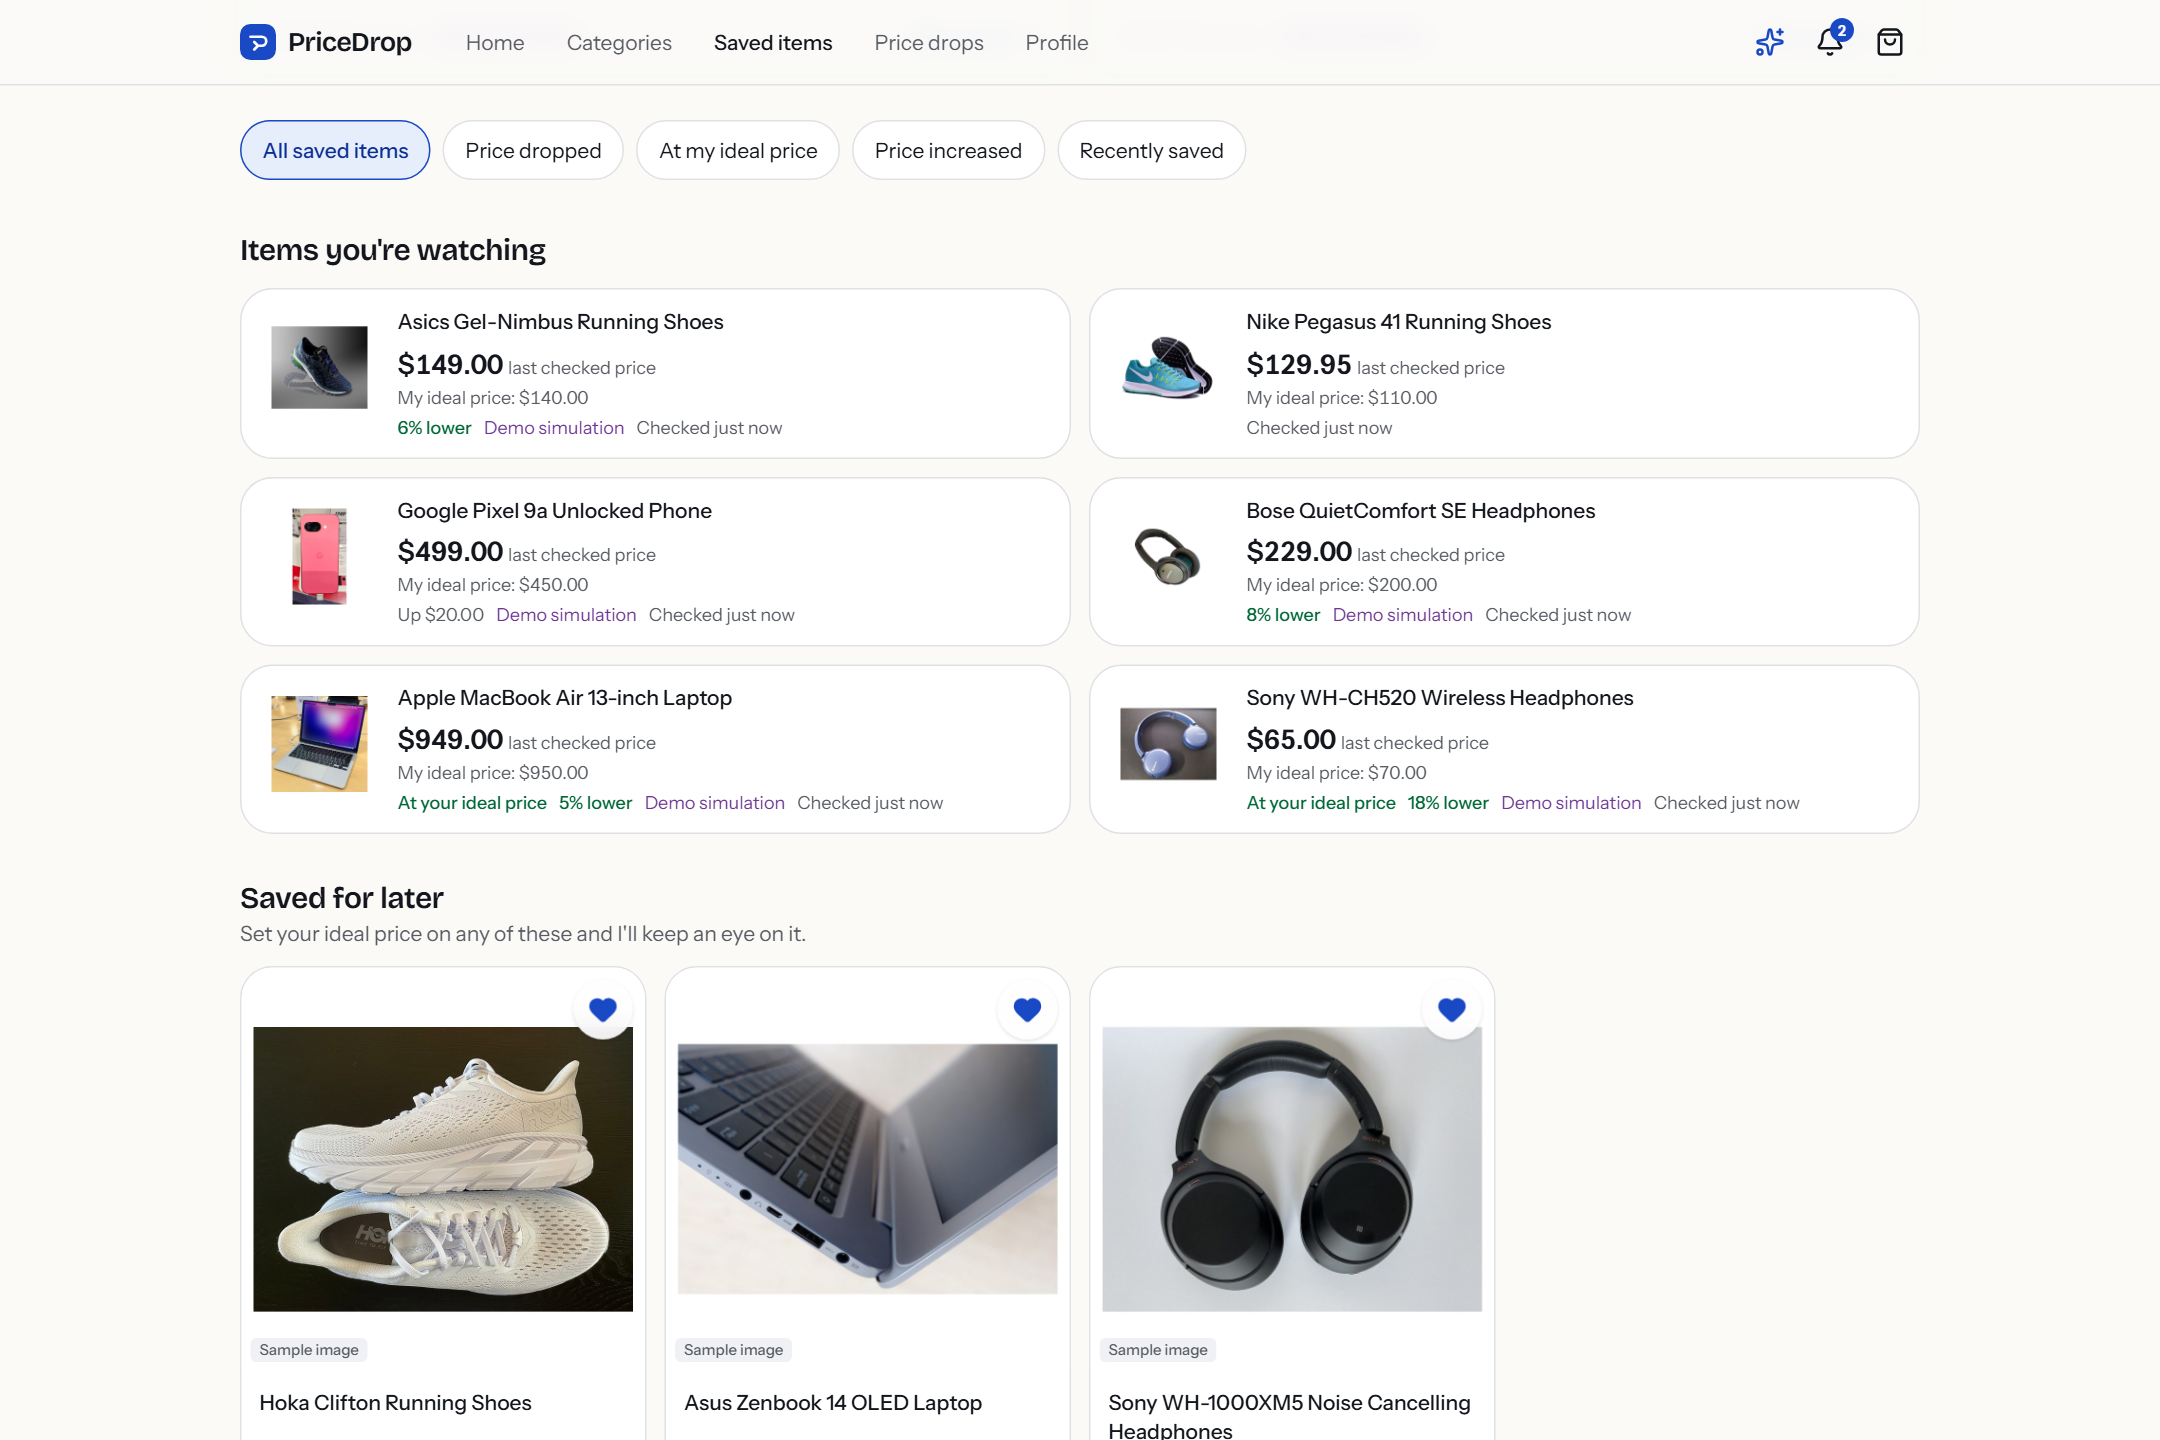 PriceDrop
Home
Categories
Saved items
Price drops
Profile
2
All saved items
Price dropped
At my ideal price
Price increased
Recently saved
Items you're watching
Asics Gel-Nimbus Running Shoes
$149.00 last checked price
My ideal price: $140.00
6% lower Demo simulation Checked just now
Nike Pegasus 41 Running Shoes
$129.95 last checked price
My ideal price: $110.00
Checked just now
Google Pixel 9a Unlocked Phone
$499.00 last checked price
My ideal price: $450.00
Up $20.00 Demo simulation Checked just now
Bose QuietComfort SE Headphones
$229.00 last checked price
My ideal price: $200.00
8% lower Demo simulation Checked just now
Apple MacBook Air 13-inch Laptop
$949.00 last checked price
My ideal price: $950.00
At your ideal price 5% lower Demo simulation Checked just now
Sony WH-CH520 Wireless Headphones
$65.00 last checked price
My ideal price: $70.00
At your ideal price 18% lower Demo simulation Checked just now
Saved for later
Set your ideal price on any of these and I'll keep an eye on it.
Sample image
Hoka Clifton Running Shoes
Sample image
Asus Zenbook 14 OLED Laptop
SONY
Sample image
Sony WH-1000XM5 Noise Cancelling
Headphones